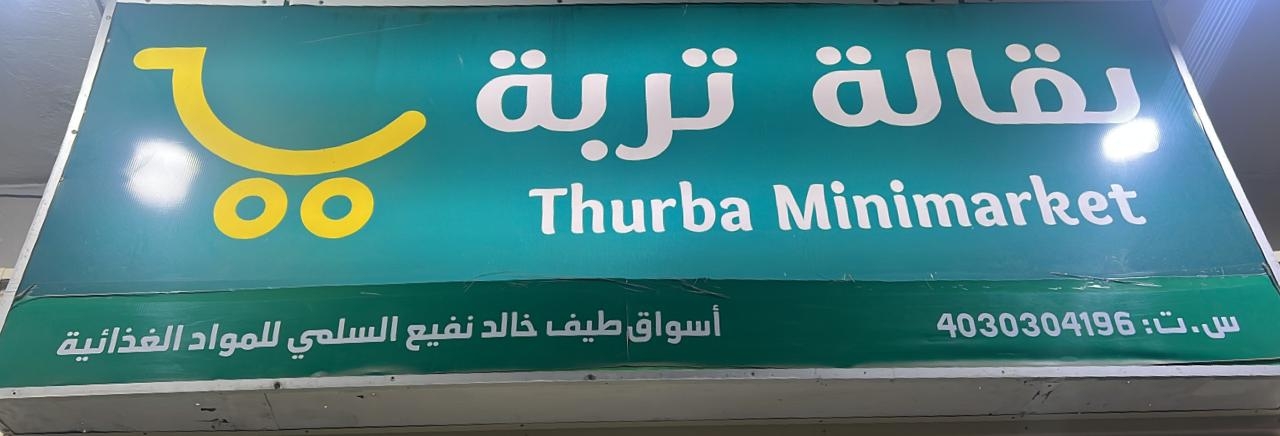 بقالة تربة
Thurba Minimarket
س.ت: 4030304196
أسواق طيف خالد نفيع السلمي للمواد الغذائية